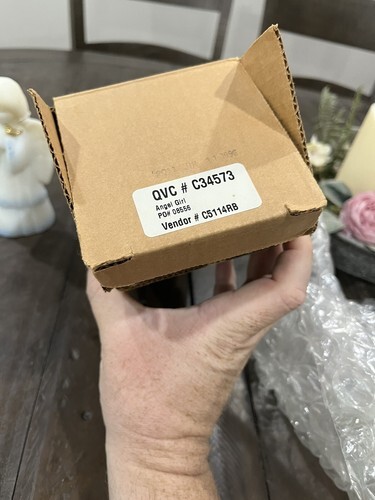 QVC # C34573
Angel Girl
PO# 08556
Vendor # C5114RB